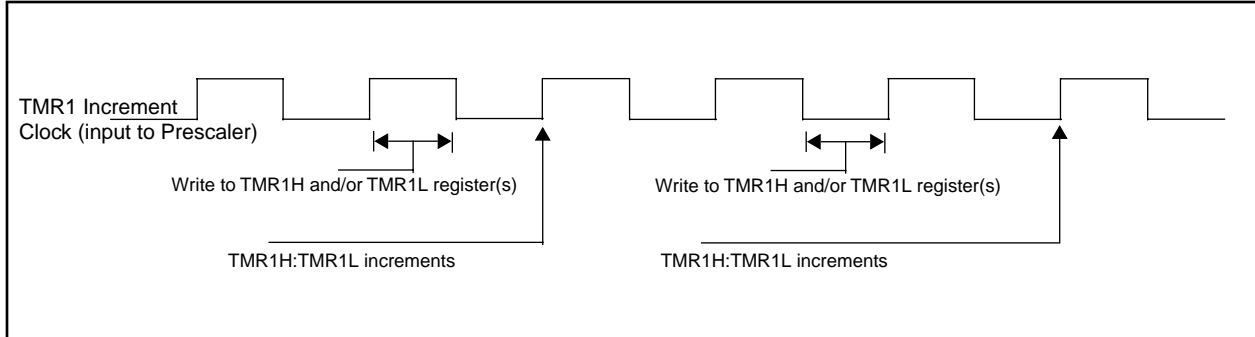 TMR1 Increment
Clock (input to Prescaler)
Write to TMR1H and/or TMR1L register(s)
Write to TMR1H and/or TMR1L register(s)
TMR1H:TMR1L increments
TMR1H:TMR1L increments